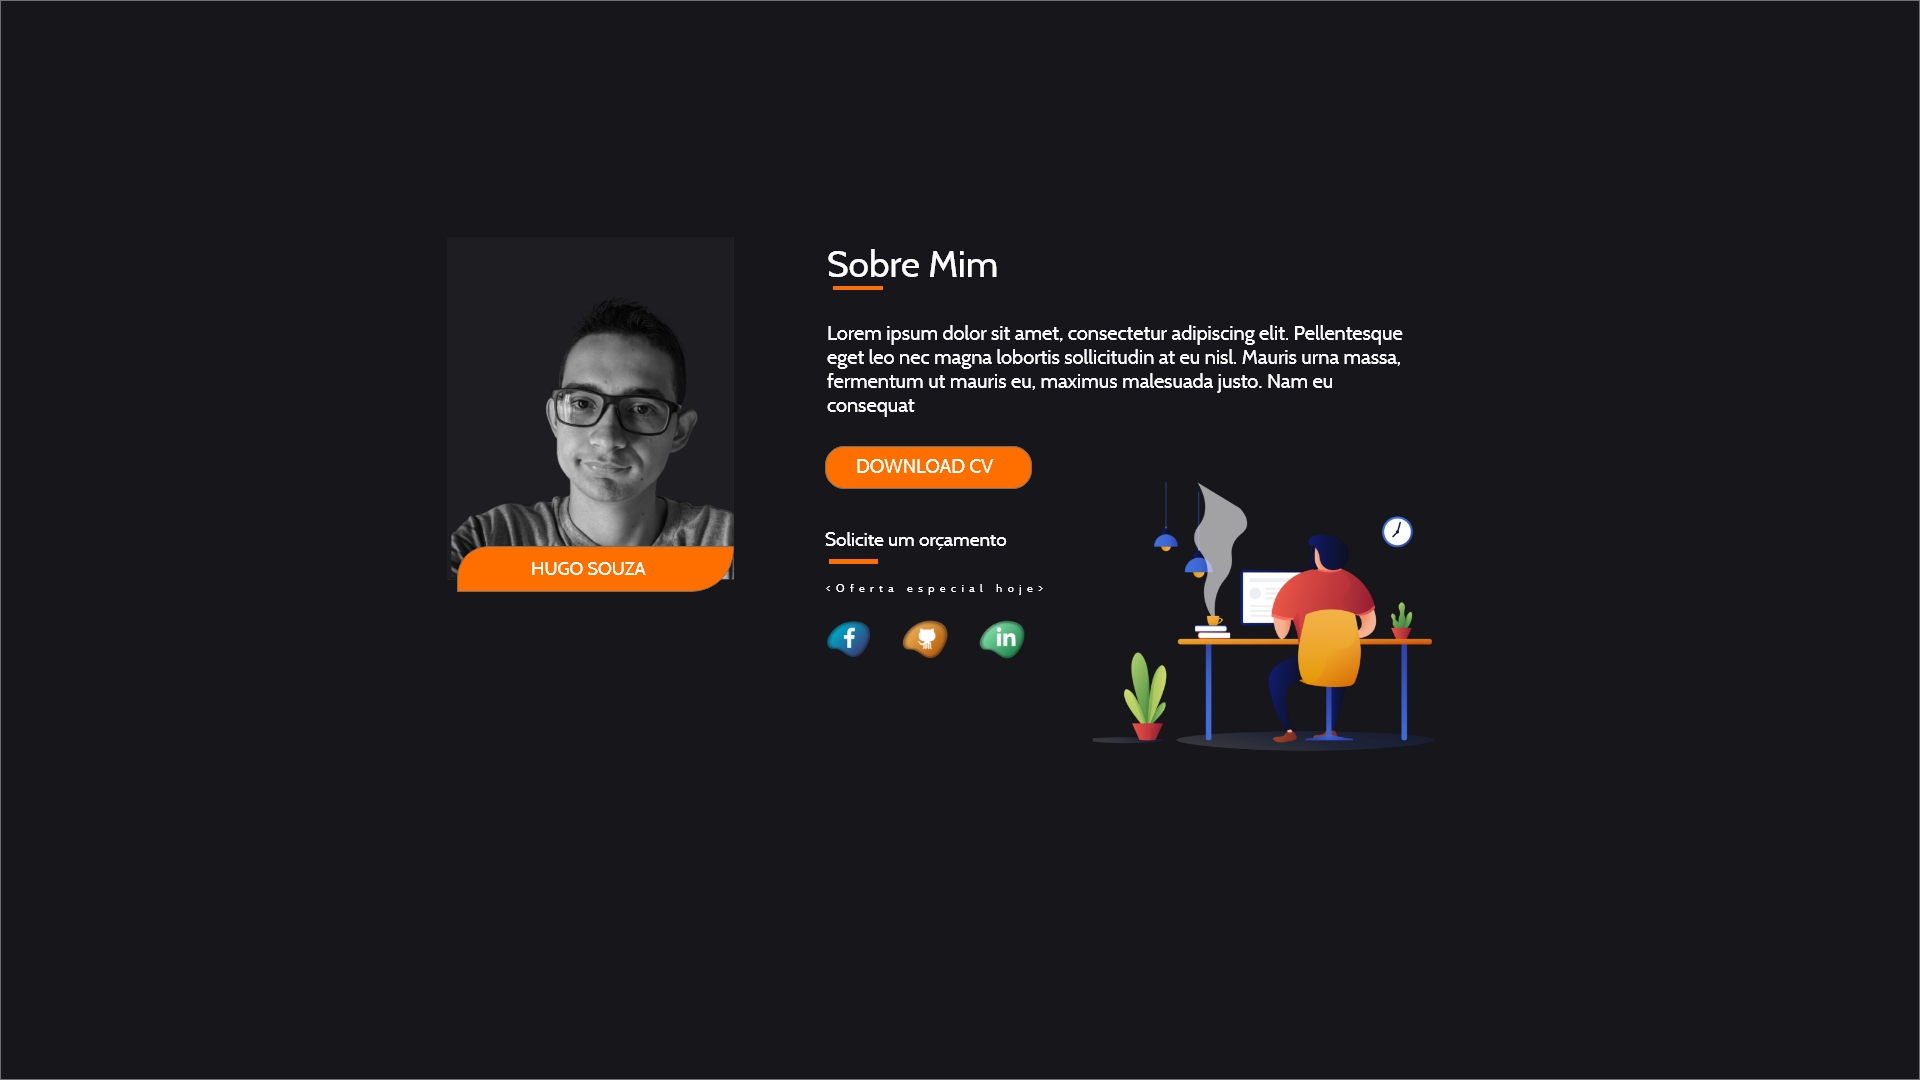 Sobre Mim
Lorem ipsum dolor sit amet, consectetur adipiscing elit. Pellentesque
eget leo nec magna lobortis sollicitudin at eu nisl. Mauris urna massa,
fermentum ut mauris eu, maximus malesuada justo. Nam eu
consequat
DOWNLOAD CV
HUGO SOUZA
Solicite um orçamento
<Oferta especial hoje>
f
in